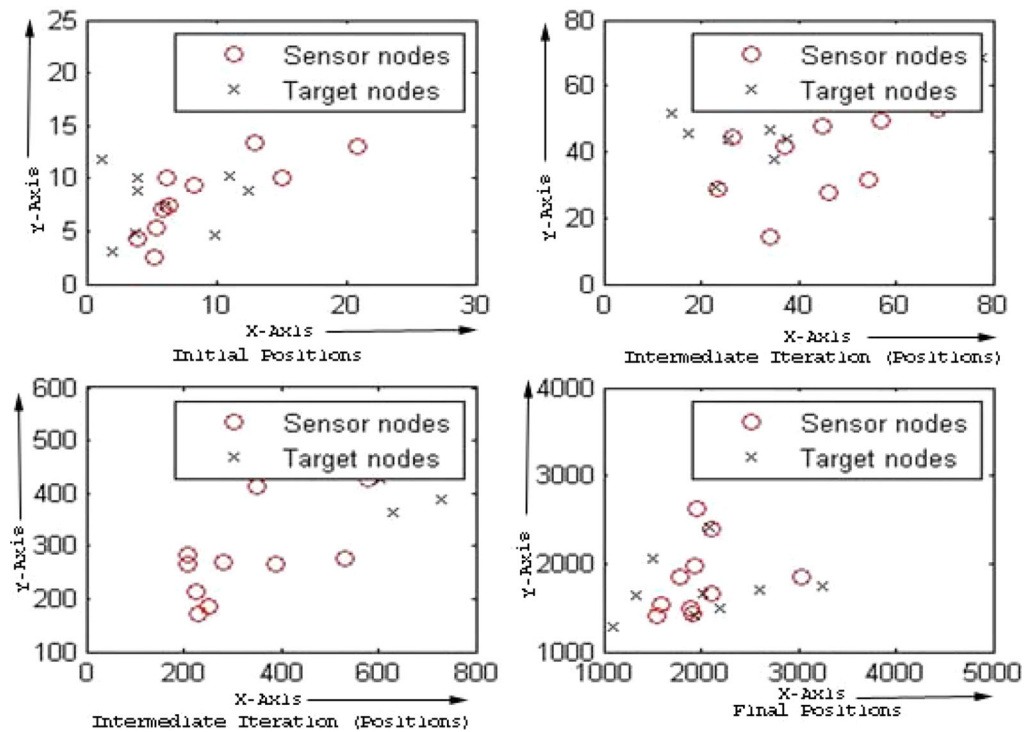 25
20
15
10
5
0
Y-Axis
Sensor nodes
Target nodes
0
10
20
30
X-Axis
Initial Positions
80
60
40
20
0
Y-Axis
Sensor nodes
Target nodes
0
20
40
60
80
X-Axis
Intermediate Iteration (Positions)
600
500
400
300
200
100
Y-Axis
Sensor nodes
Target nodes
0
200
400
600
800
X-Axis
Intermediate Iteration (Positions)
4000
3000
2000
1000
Y-Axis
Sensor nodes
Target nodes
1000
2000
3000
4000
5000
X-Axis
Final Positions